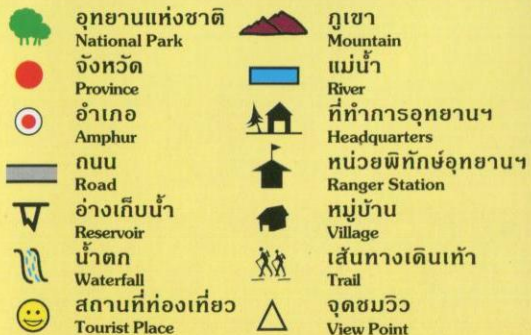 อุทยานแห่งชาติ
National Park
จังหวัด
Province
อำเภอ
Amphur
ถนน
Road
อ่างเก็บน้ำ
Reservoir
น้ำตก
Waterfall
สถานที่ท่องเที่ยว
Tourist Place
ภูเขา
Mountain
แม่น้ำ
River
ที่ทำการอุทยานฯ
Headquarters
หน่วยพิทักษ์อุทยานฯ
Ranger Station
หมู่บ้าน
Village
เส้นทางเดินเท้า
Trail
จุดชมวิว
View Point